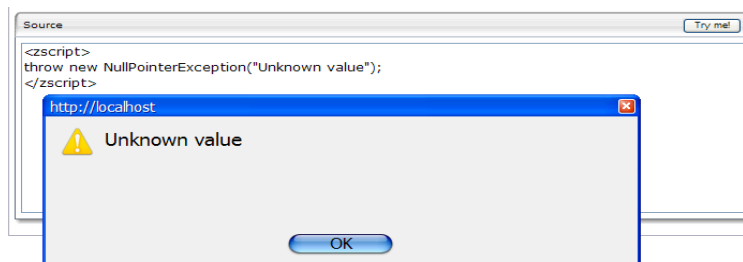 Source
Try me!
<zscript>
throw new NullPointerException("Unknown value");
</zscript>
http://localhost
Unknown value
OK